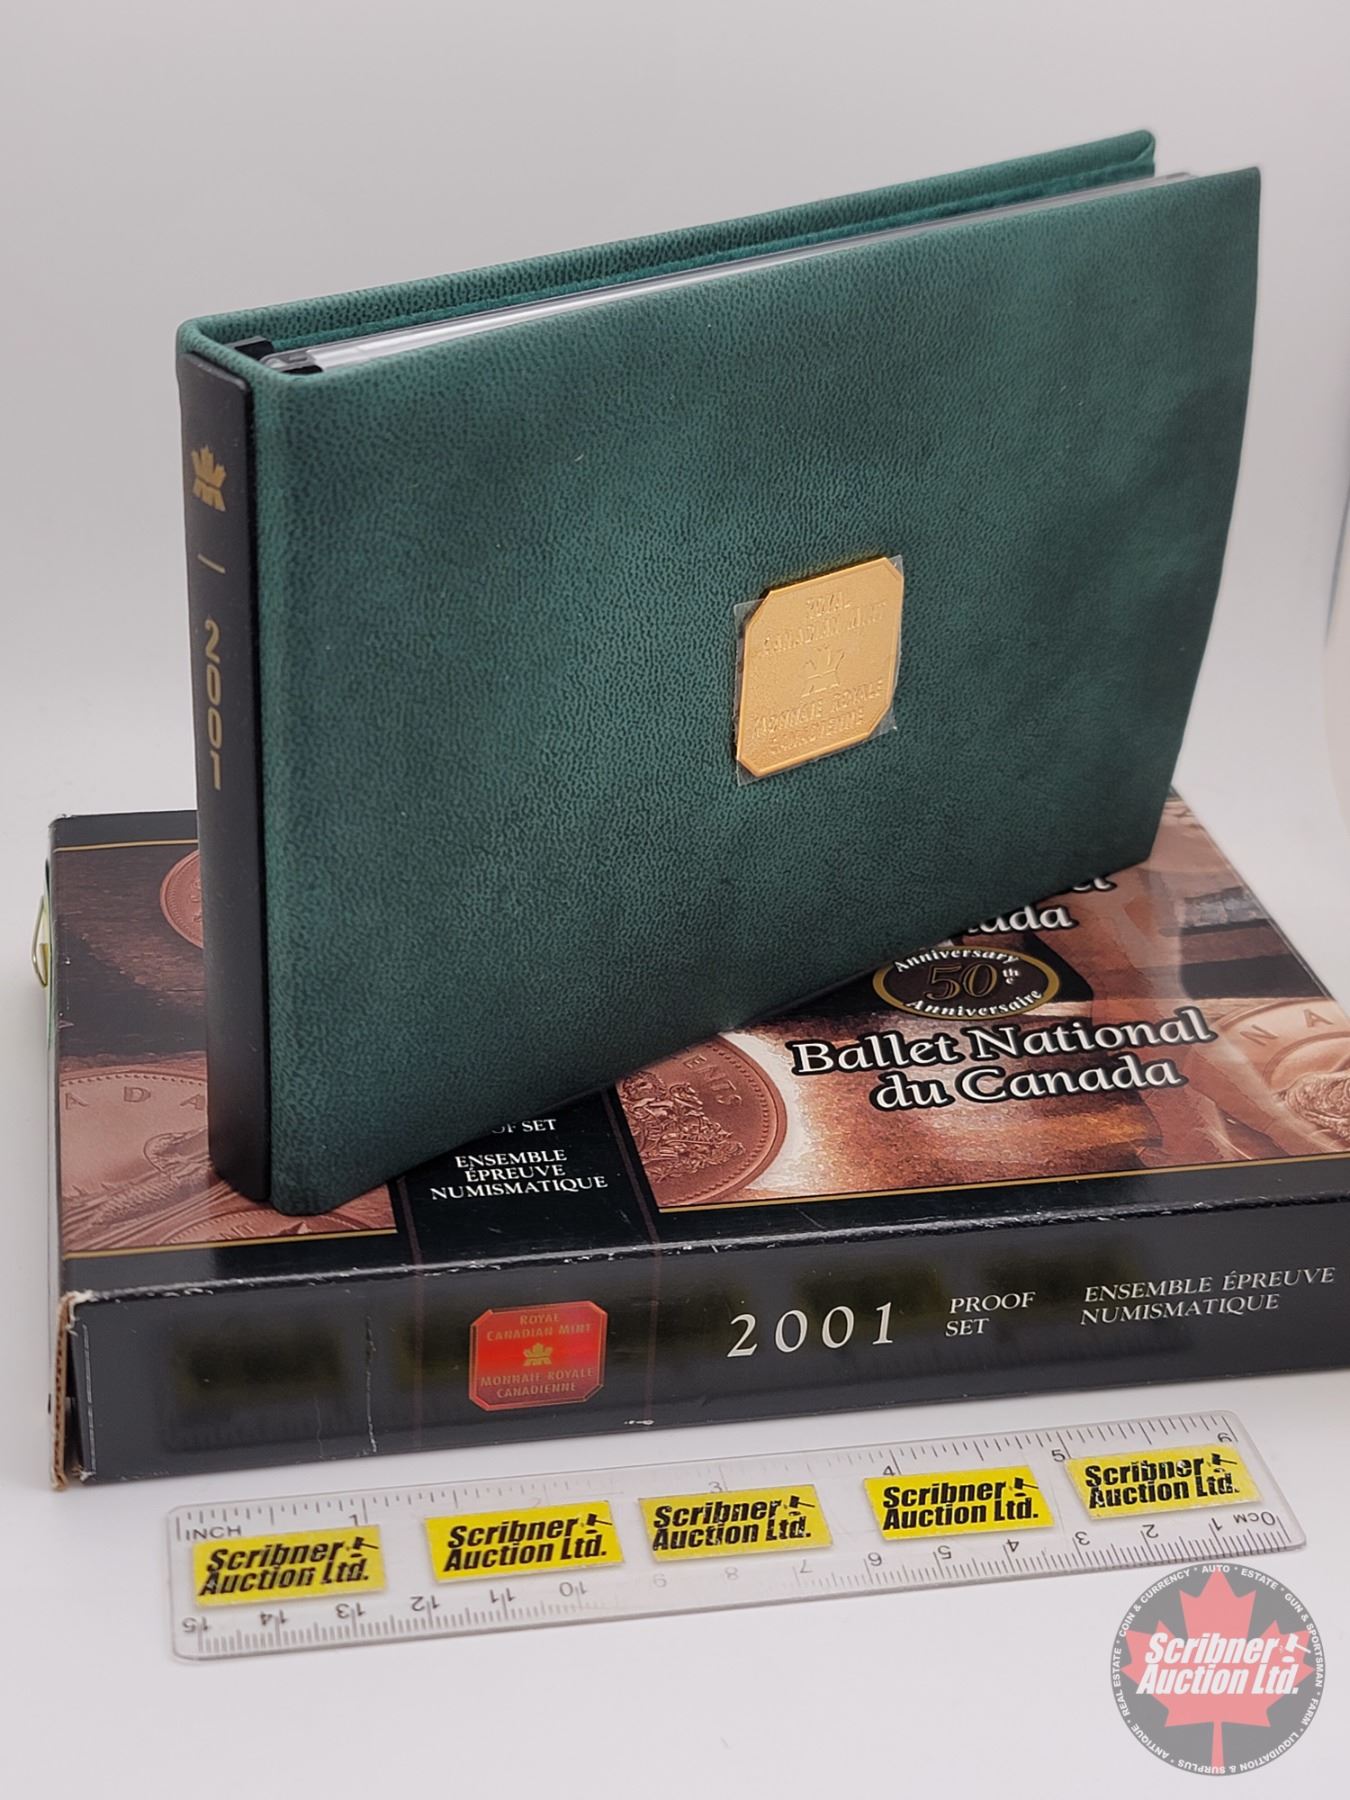 2001
ROYAL
CANADIAN MINT
MONNAIE ROYALE
CANADIENNE
Anniversary
50th
Anniversaire
Ballet National
du Canada
CENTS
CANADA
SET
ENSEMBLE
ÉPREUVE
NUMISMATIQUE
ROYAL
CANADIAN MINT
MONNAIE ROYALE
CANADIENNE
2001
PROOF
SET
ENSEMBLE ÉPREUVE
NUMISMATIQUE
INCH
1 2 3 4 5 6
Scribner
Auction Ltd.
Scribner
Auction Ltd.
Scribner
Auction Ltd.
Scribner
Auction Ltd.
Scribner
Auction Ltd.
15 14 13 12 11 10 9 8 7 6 5 4 3 2 1 0CM
COIN & CURRENCY * AUTO * ESTATE * GUN & SPORTSMAN * FARM * LIQUIDATION & SURPLUS * ANTIQUE * REAL ESTATE *
Scribner
Auction Ltd.